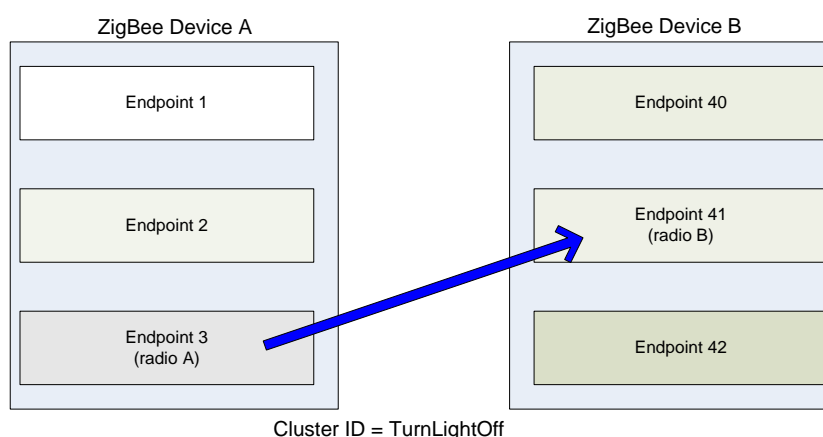 ZigBee Device A
ZigBee Device B
Endpoint 1
Endpoint 2
Endpoint 3
(radio A)
Endpoint 40
Endpoint 41
(radio B)
Endpoint 42
Cluster ID = TurnLightOff